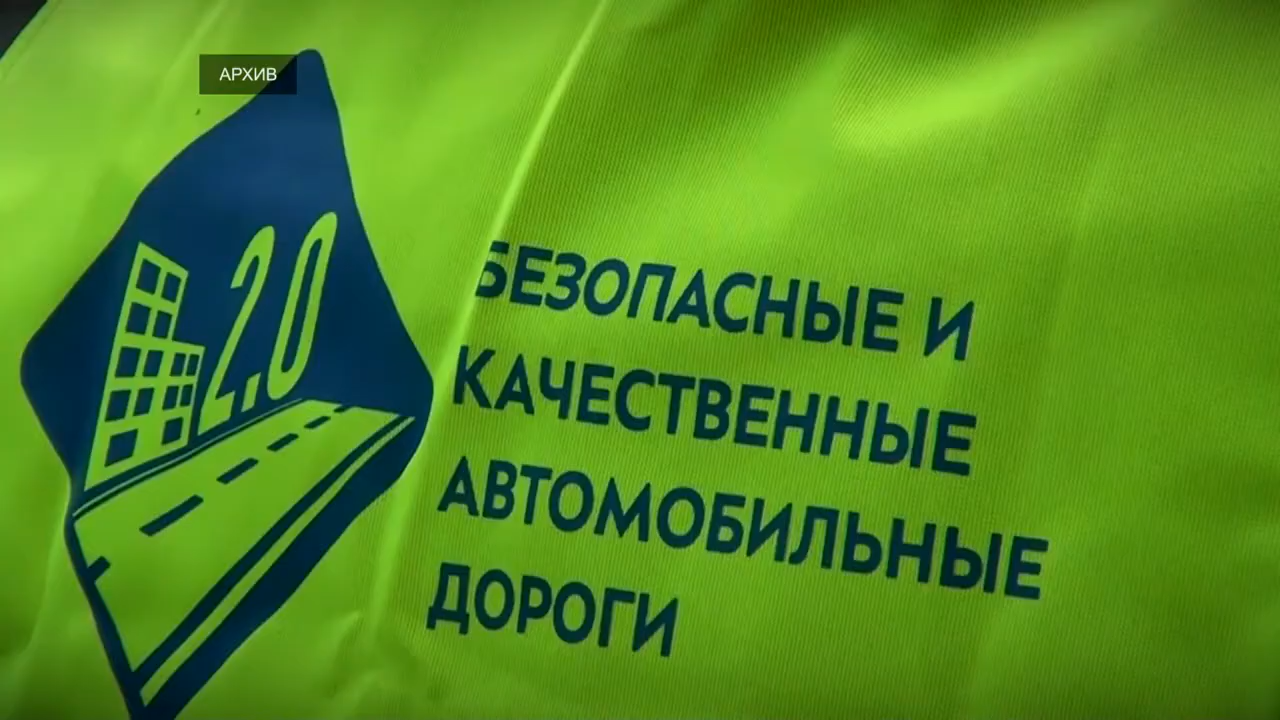 АРХИВ
2.0
БЕЗОПАСНЫЕ И
КАЧЕСТВЕННЫЕ
АВТОМОБИЛЬНЫЕ
ДОРОГИ